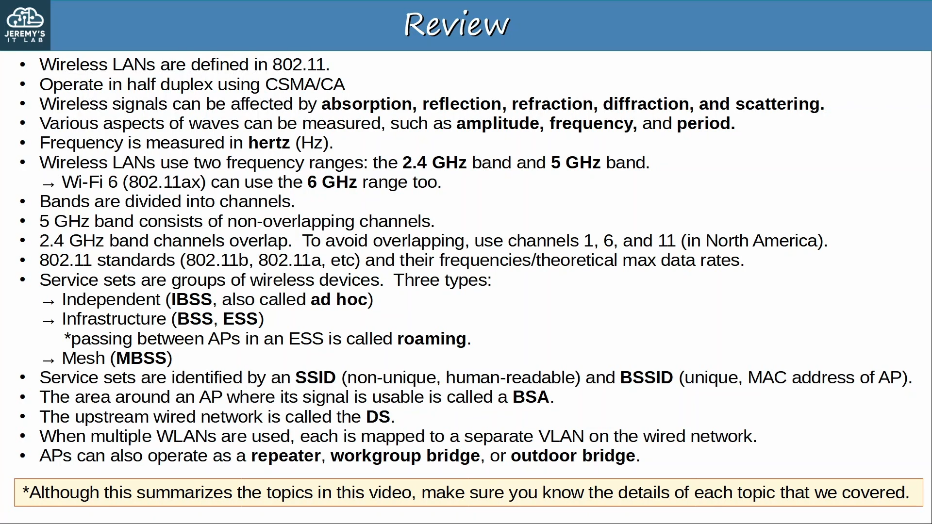 JEREMY'S
IT LAB
Review
• Wireless LANs are defined in 802.11.
• Operate in half duplex using CSMA/CA
• Wireless signals can be affected by absorption, reflection, refraction, diffraction, and scattering.
• Various aspects of waves can be measured, such as amplitude, frequency, and period.
• Frequency is measured in hertz (Hz).
• Wireless LANs use two frequency ranges: the 2.4 GHz band and 5 GHz band.
→ Wi-Fi 6 (802.11ax) can use the 6 GHz range too.
• Bands are divided into channels.
• 5 GHz band consists of non-overlapping channels.
• 2.4 GHz band channels overlap. To avoid overlapping, use channels 1, 6, and 11 (in North America).
• 802.11 standards (802.11b, 802.11a, etc) and their frequencies/theoretical max data rates.
• Service sets are groups of wireless devices. Three types:
→ Independent (IBSS, also called ad hoc)
→ Infrastructure (BSS, ESS)
*passing between APs in an ESS is called roaming.
→ Mesh (MBSS)
• Service sets are identified by an SSID (non-unique, human-readable) and BSSID (unique, MAC address of AP).
• The area around an AP where its signal is usable is called a BSA.
• The upstream wired network is called the DS.
• When multiple WLANs are used, each is mapped to a separate VLAN on the wired network.
• APs can also operate as a repeater, workgroup bridge, or outdoor bridge.
*Although this summarizes the topics in this video, make sure you know the details of each topic that we covered.